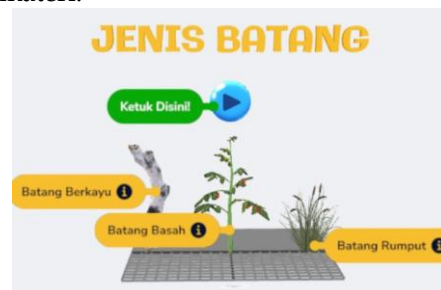 JENIS BATANG
Ketuk Disini!
Batang Berkayu
Batang Basah
Batang Rumput